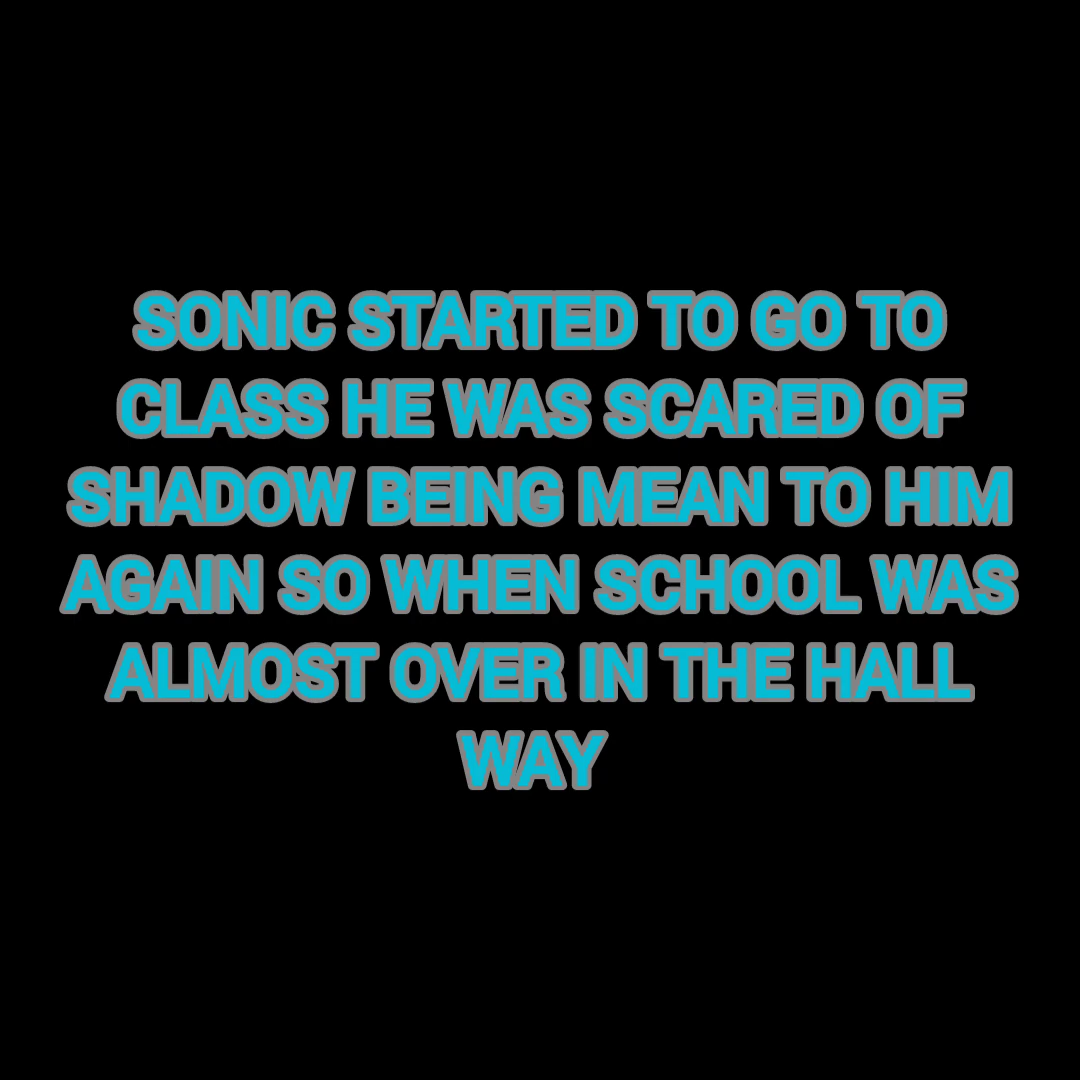 SONIC STARTED TO GO TO
CLASS HE WAS SCARED OF
SHADOW BEING MEAN TO HIM
AGAIN SO WHEN SCHOOL WAS
ALMOST OVER IN THE HALL
WAY